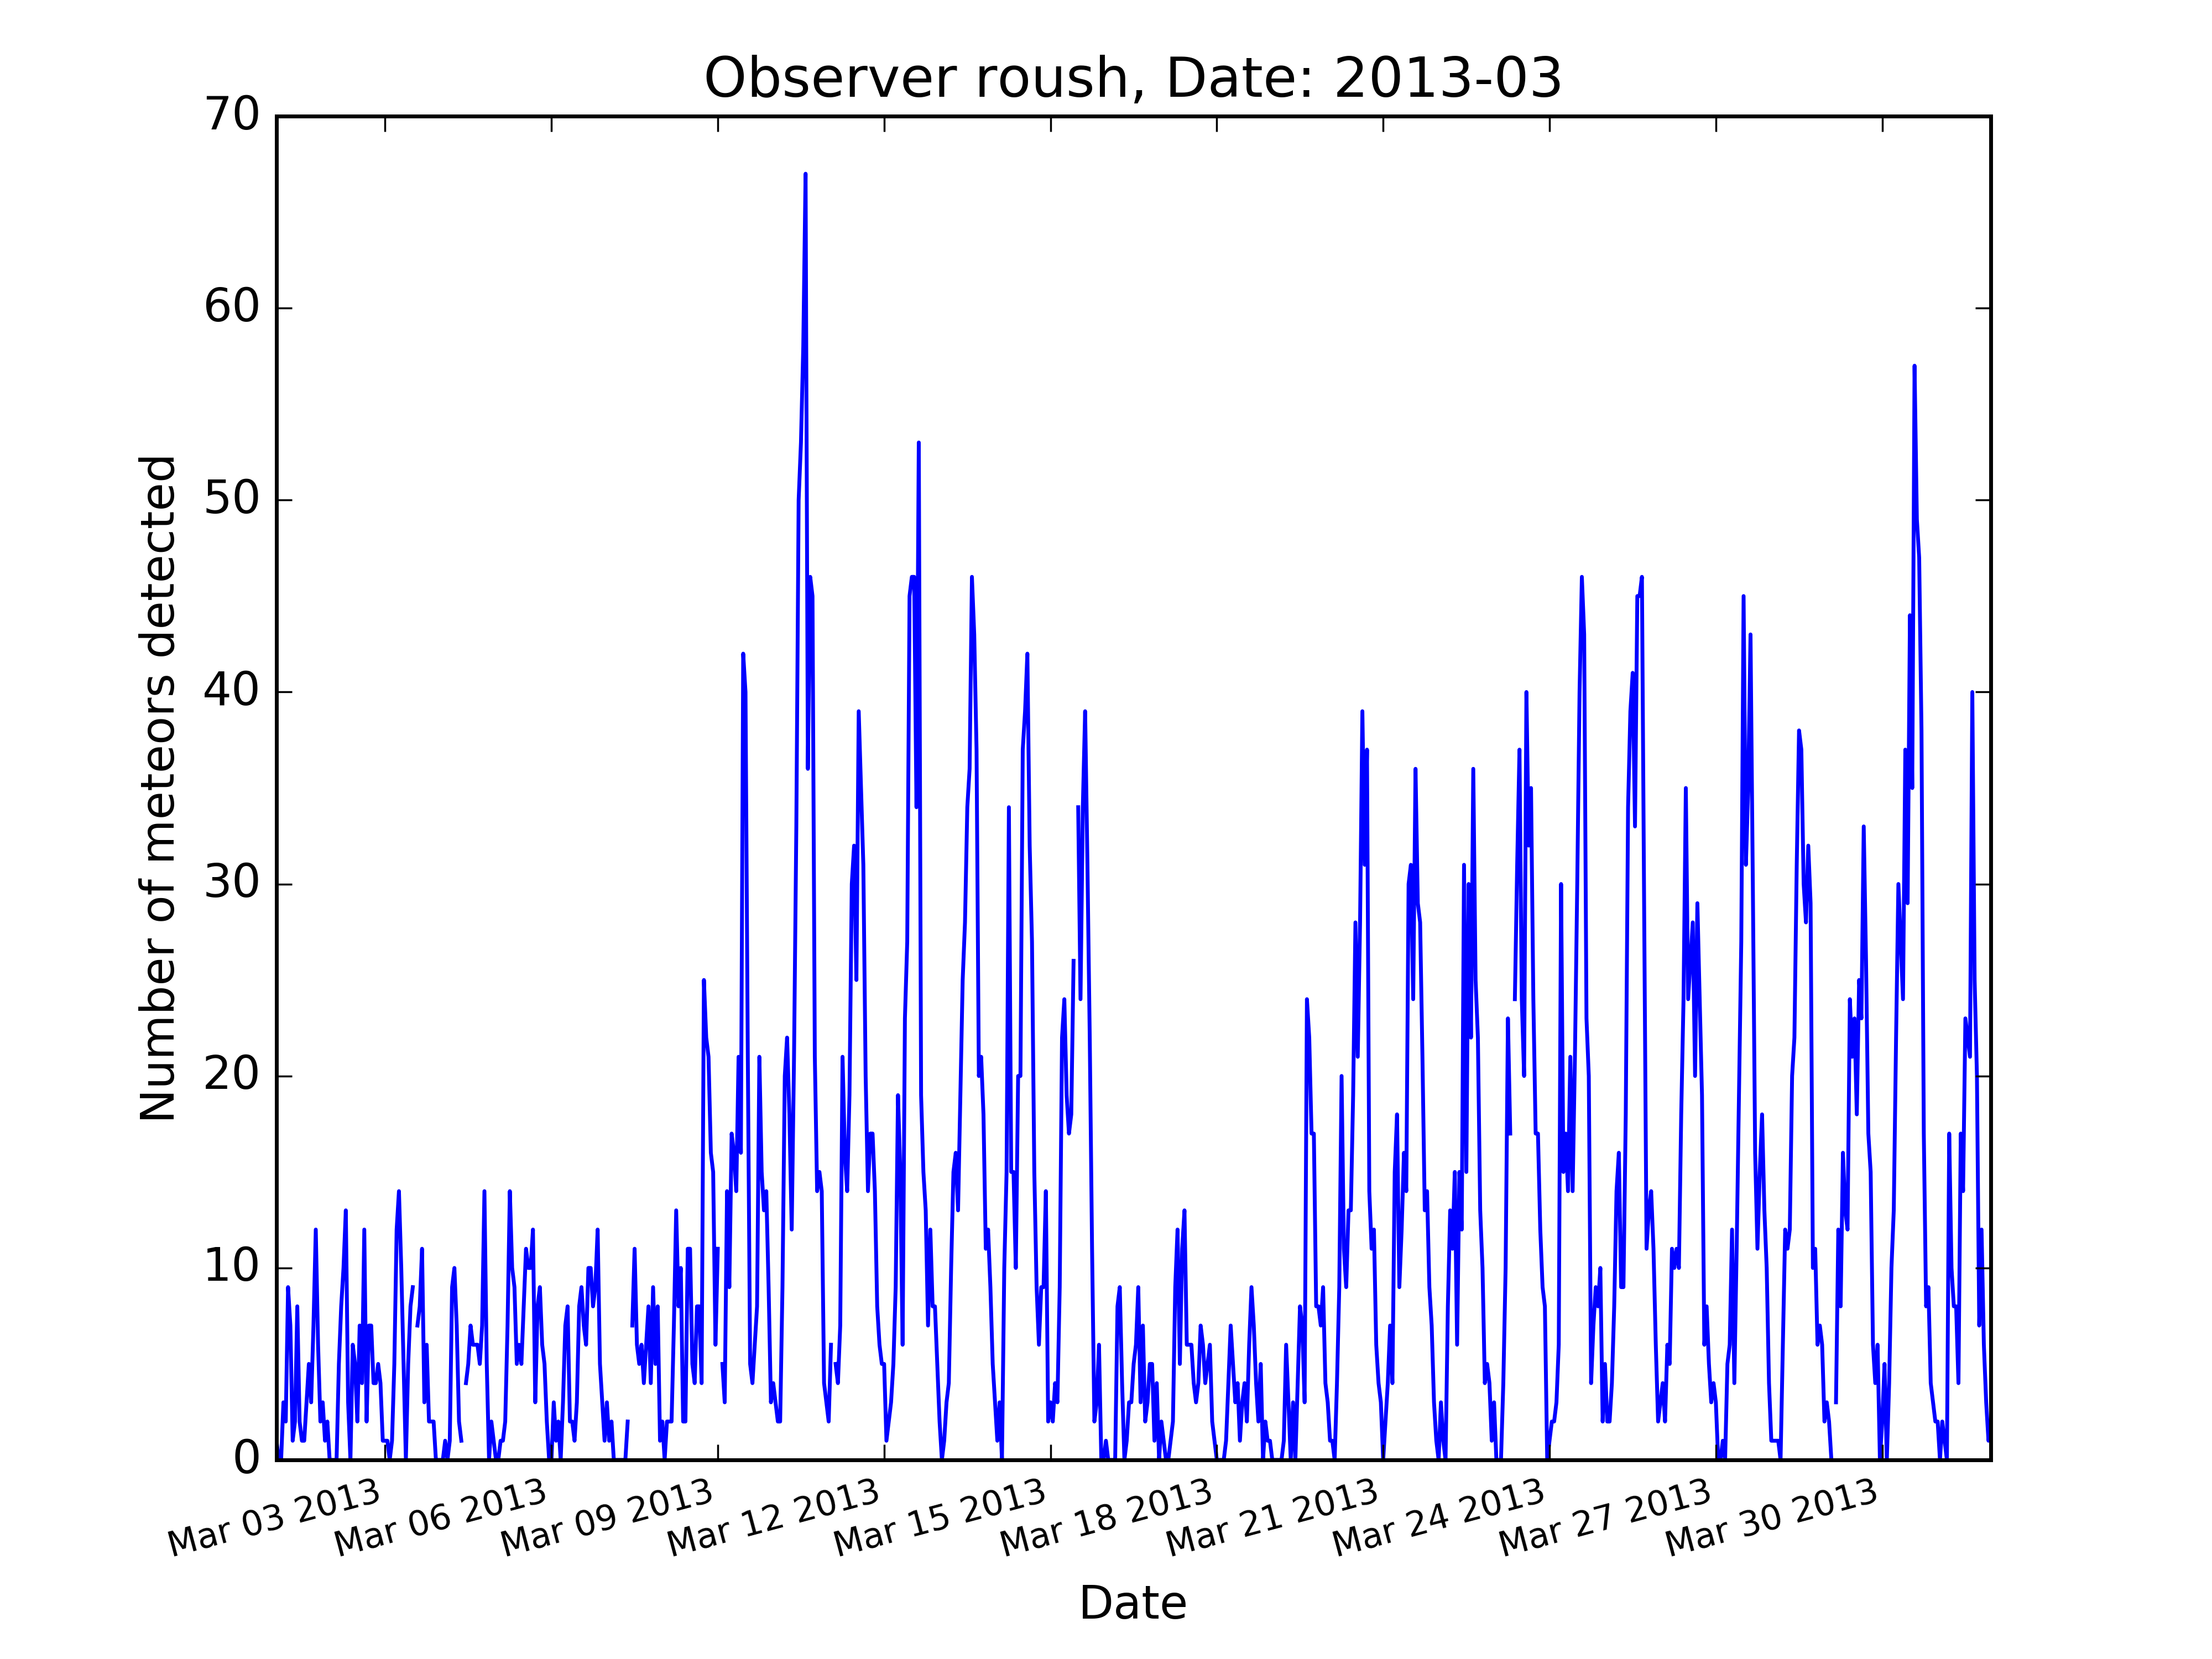 Observer roush, Date: 2013-03
70
60
50
40
30
20
10
0
Number of meteors detected
Mar 03 2013
Mar 06 2013
Mar 09 2013
Mar 12 2013
Mar 15 2013
Mar 18 2013
Mar 21 2013
Mar 24 2013
Mar 27 2013
Mar 30 2013
Date